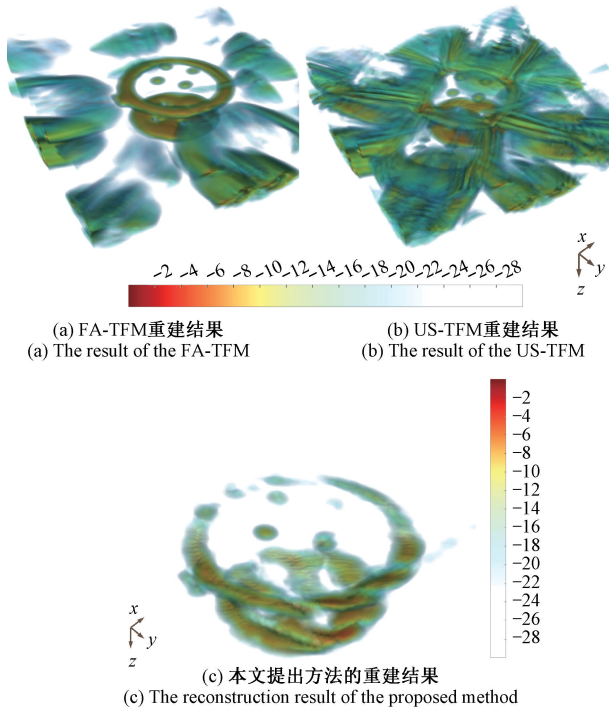 x
y
z
−2 −4 −6 −8 −10 −12 −14 −16 −18 −20 −22 −24 −26 −28
(a) FA-TFM重建结果
(a) The result of the FA-TFM
(b) US-TFM重建结果
(b) The result of the US-TFM
−2
−4
−6
−8
−10
−12
−14
−16
−18
−20
−22
−24
−26
−28
x
y
z
(c) 本文提出方法的重建结果
(c) The reconstruction result of the proposed method